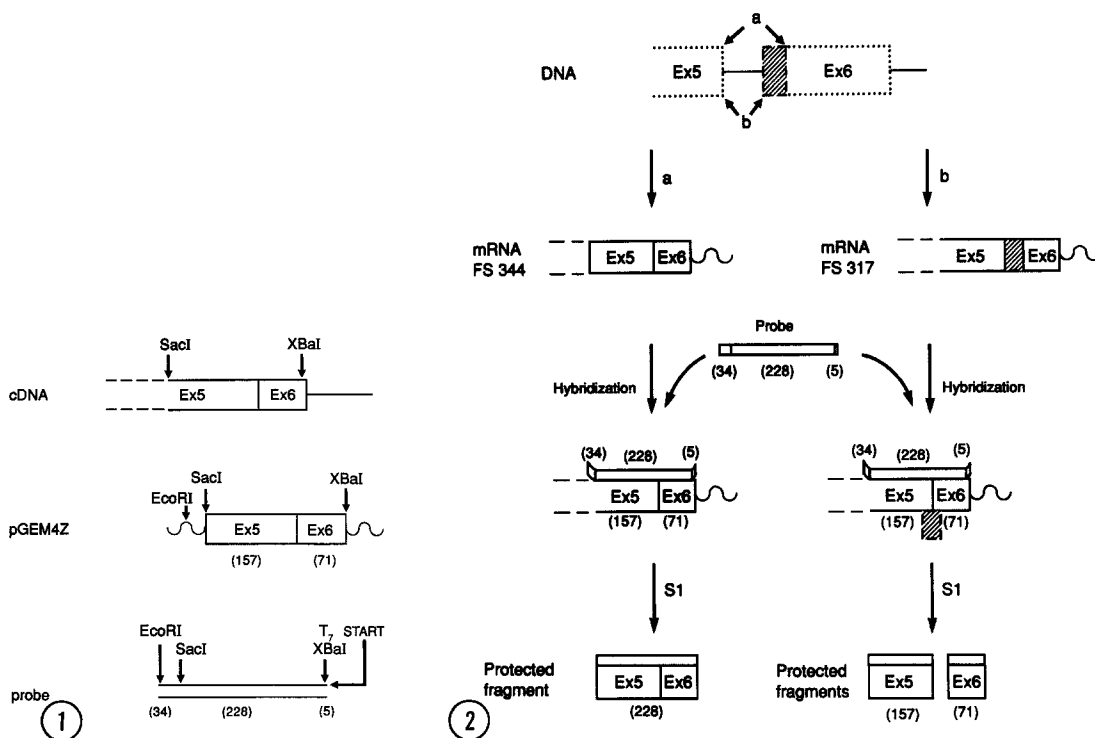 SacI
XBaI
cDNA
Ex5
Ex6
SacI
XBaI
EcoRI
pGEM4Z
Ex5
Ex6
(157)
(71)
EcoRI
SacI
T7
START
XBaI
probe
(34)
(228)
(5)
1
a
DNA
Ex5
Ex6
b
a
b
mRNA
FS 344
Ex5
Ex6
mRNA
FS 317
Ex5
Ex6
Probe
(34)
(228)
(5)
Hybridization
Hybridization
(34)
(228)
(5)
Ex5
Ex6
(157)
(71)
(34)
(228)
(5)
Ex5
Ex6
(157)
(71)
S1
S1
Protected
fragment
Ex5
Ex6
(228)
Protected
fragments
Ex5
Ex6
(157)
(71)
2